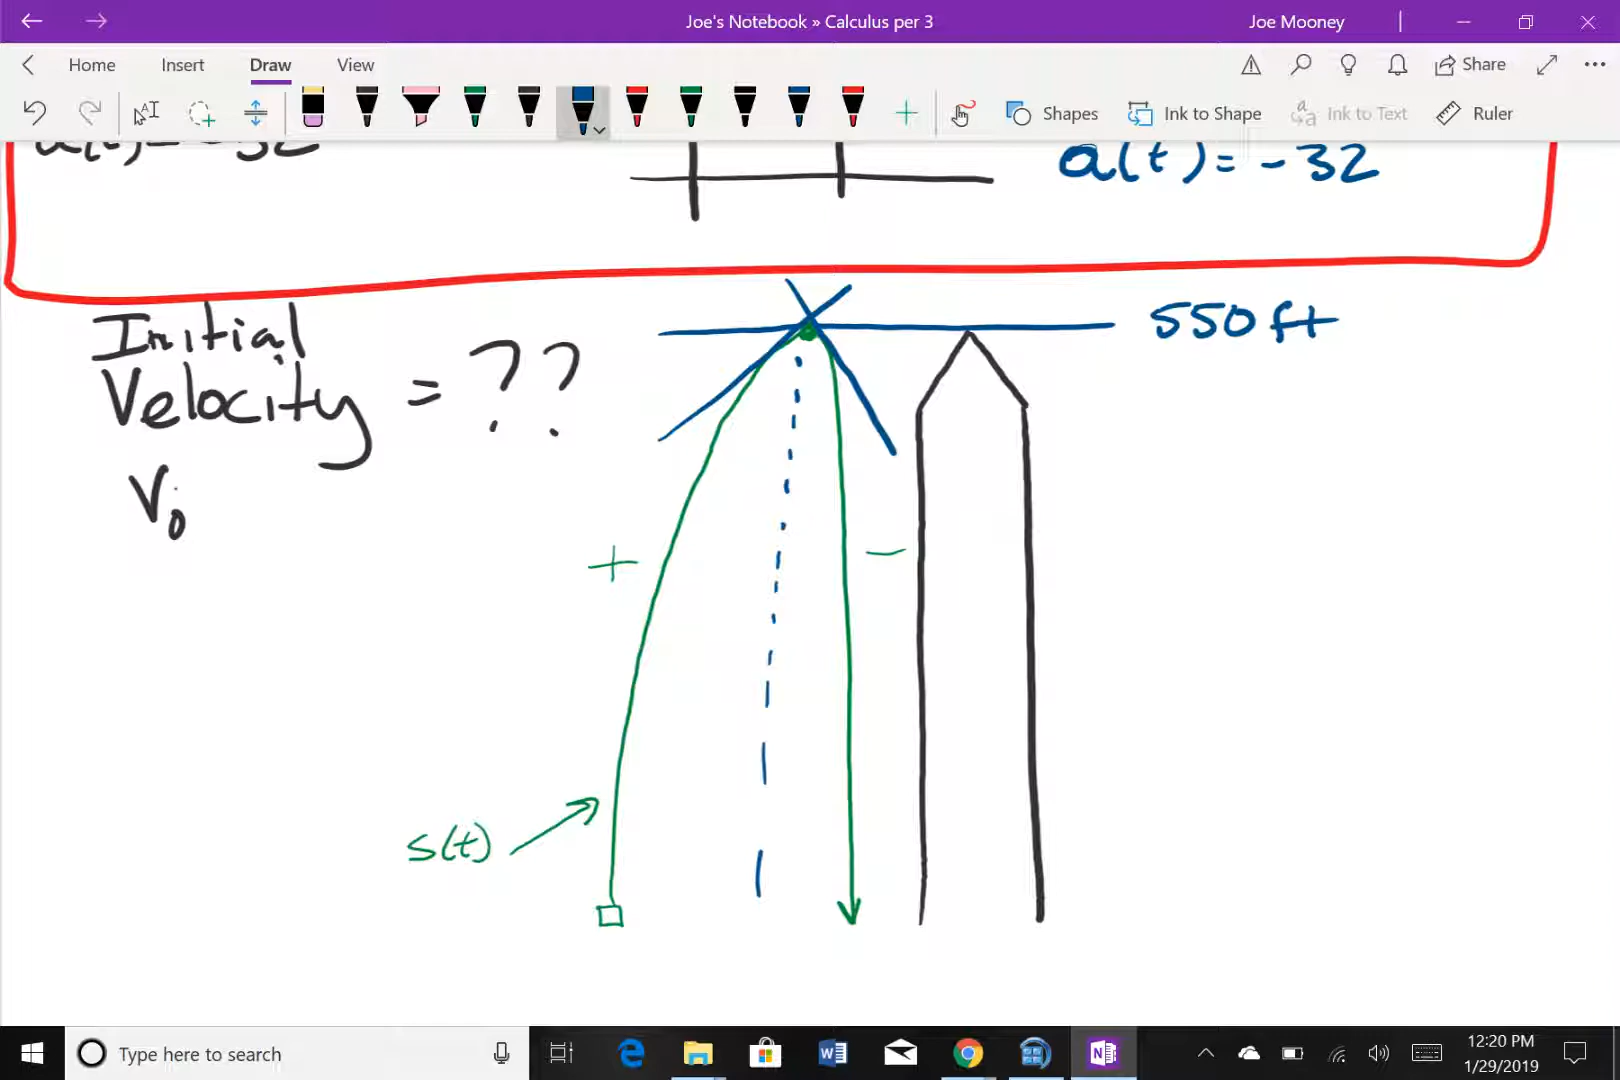 Joe's Notebook » Calculus per 3
Joe Mooney
Home
Insert
Draw
View
Share
Shapes
Ink to Shape
Ink to Text
Ruler
a(t) = -32
a(t) = -32
Initial
Velocity = ??
V₀
550 ft
+
−
s(t)
Type here to search
12:20 PM
1/29/2019